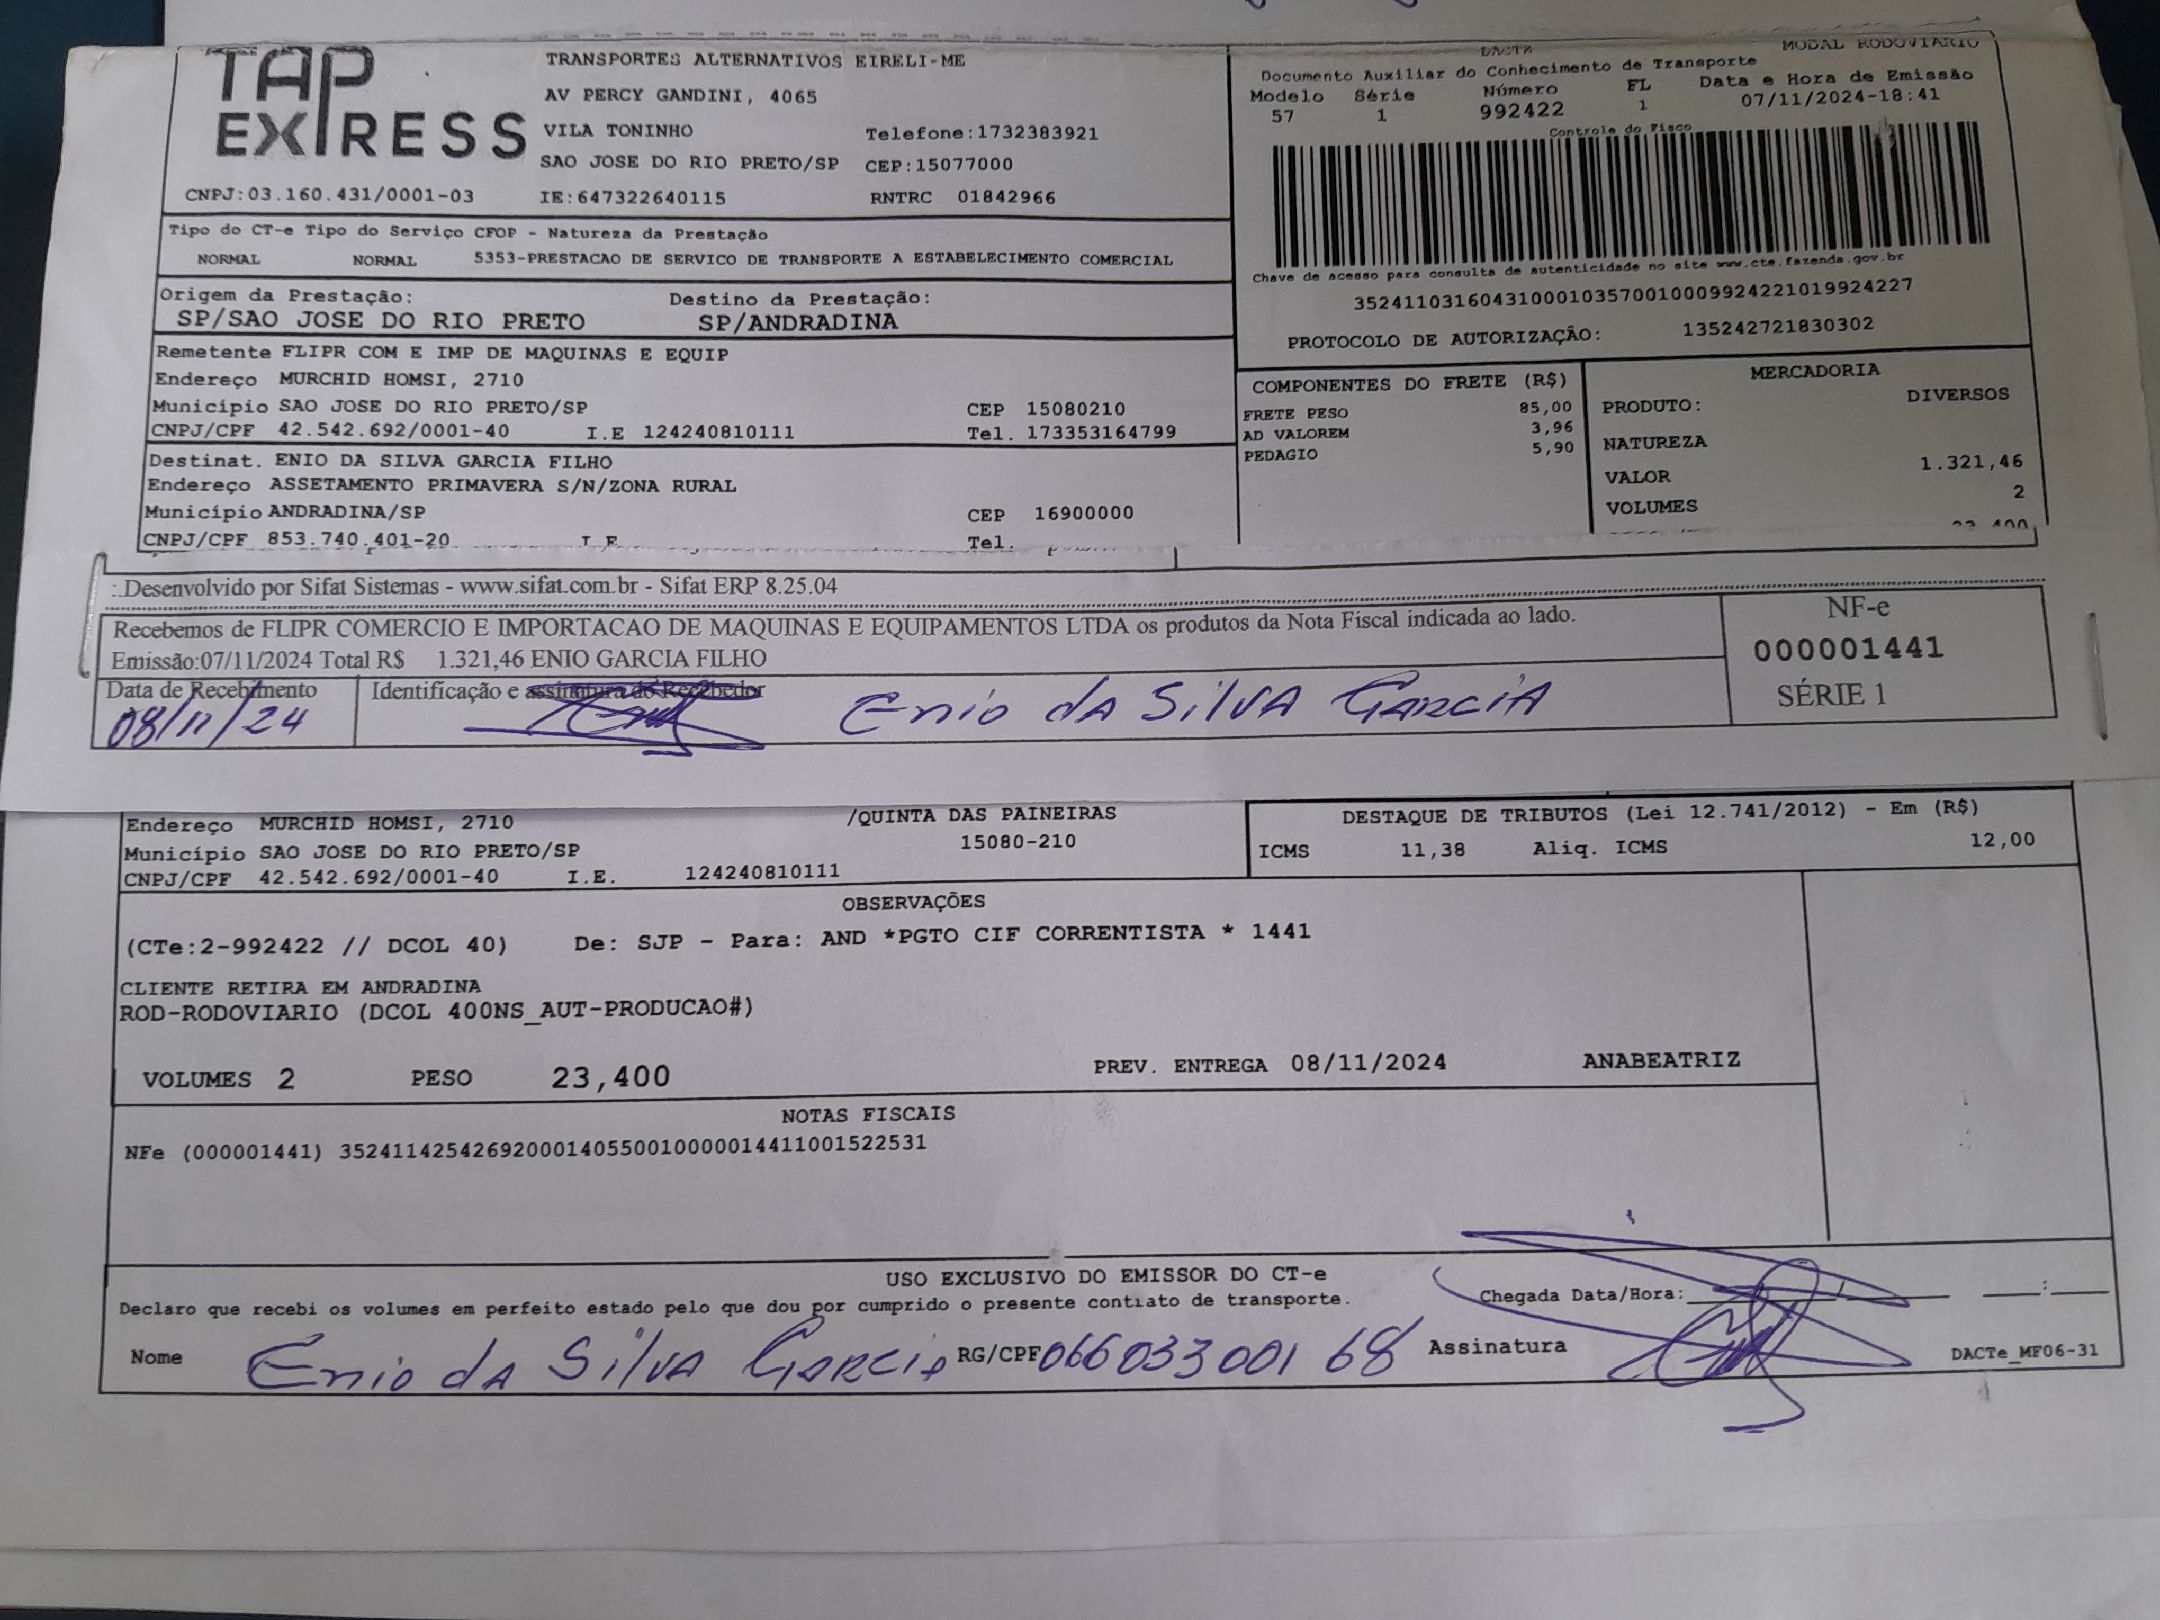 TAP EXPRESS
TRANSPORTES ALTERNATIVOS EIRELI-ME
AV PERCY GANDINI, 4065
VILA TONINHO Telefone:1732383921
SAO JOSE DO RIO PRETO/SP CEP:15077000
CNPJ:03.160.431/0001-03 IE:647322640115 RNTRC 01842966
DACTE MODAL RODOVIARIO
Documento Auxiliar do Conhecimento de Transporte
Modelo Série Número FL Data e Hora de Emissão
57 1 992422 1 07/11/2024-18:41
Controle do Fisco
Chave de acesso para consulta de autenticidade no site www.cte.fazenda.gov.br
35241103160431000103570010009924221019924227
PROTOCOLO DE AUTORIZAÇÃO: 135242721830302
Tipo do CT-e Tipo do Serviço CFOP - Natureza da Prestação
NORMAL NORMAL 5353-PRESTACAO DE SERVICO DE TRANSPORTE A ESTABELECIMENTO COMERCIAL
Origem da Prestação: Destino da Prestação:
SP/SAO JOSE DO RIO PRETO SP/ANDRADINA
Remetente FLIPR COM E IMP DE MAQUINAS E EQUIP
Endereço MURCHID HOMSI, 2710
Município SAO JOSE DO RIO PRETO/SP CEP 15080210
CNPJ/CPF 42.542.692/0001-40 I.E 124240810111 Tel. 173353164799
Destinat. ENIO DA SILVA GARCIA FILHO
Endereço ASSETAMENTO PRIMAVERA S/N/ZONA RURAL
Município ANDRADINA/SP CEP 16900000
CNPJ/CPF 853.740.401-20 I.E Tel.
COMPONENTES DO FRETE (R$)
FRETE PESO 85,00
AD VALOREM 3,96
PEDAGIO 5,90
MERCADORIA
PRODUTO: DIVERSOS
NATUREZA
VALOR 1.321,46
VOLUMES 2
23,400
:.Desenvolvido por Sifat Sistemas - www.sifat.com.br - Sifat ERP 8.25.04
Recebemos de FLIPR COMERCIO E IMPORTACAO DE MAQUINAS E EQUIPAMENTOS LTDA os produtos da Nota Fiscal indicada ao lado.
Emissão:07/11/2024 Total R$ 1.321,46 ENIO GARCIA FILHO
NF-e
000001441
SÉRIE 1
Data de Recebimento Identificação e assinatura do Recebedor
08/11/24 Enio da Silva Garcia
Endereço MURCHID HOMSI, 2710 /QUINTA DAS PAINEIRAS
Município SAO JOSE DO RIO PRETO/SP 15080-210
CNPJ/CPF 42.542.692/0001-40 I.E. 124240810111
DESTAQUE DE TRIBUTOS (Lei 12.741/2012) - Em (R$)
ICMS 11,38 Aliq. ICMS 12,00
OBSERVAÇÕES
(CTe:2-992422 // DCOL 40) De: SJP - Para: AND *PGTO CIF CORRENTISTA * 1441
CLIENTE RETIRA EM ANDRADINA
ROD-RODOVIARIO (DCOL 400NS_AUT-PRODUCAO#)
VOLUMES 2 PESO 23,400 PREV. ENTREGA 08/11/2024 ANABEATRIZ
NOTAS FISCAIS
NFe (000001441) 35241142542692000140550010000014411001522531
USO EXCLUSIVO DO EMISSOR DO CT-e
Declaro que recebi os volumes em perfeito estado pelo que dou por cumprido o presente contrato de transporte. Chegada Data/Hora:____/____ ____:____
Nome Enio da Silva Garcia RG/CPF 06603300168 Assinatura DACTe_MF06-31